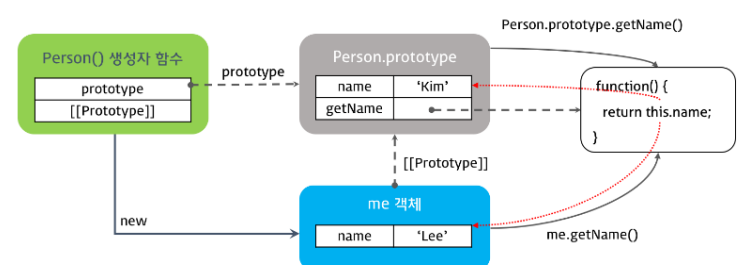 Person.prototype.getName()
Person() 생성자 함수
prototype
[[Prototype]]
prototype
Person.prototype
name
‘Kim’
getName
function() {
return this.name;
}
[[Prototype]]
new
me 객체
name
‘Lee’
me.getName()